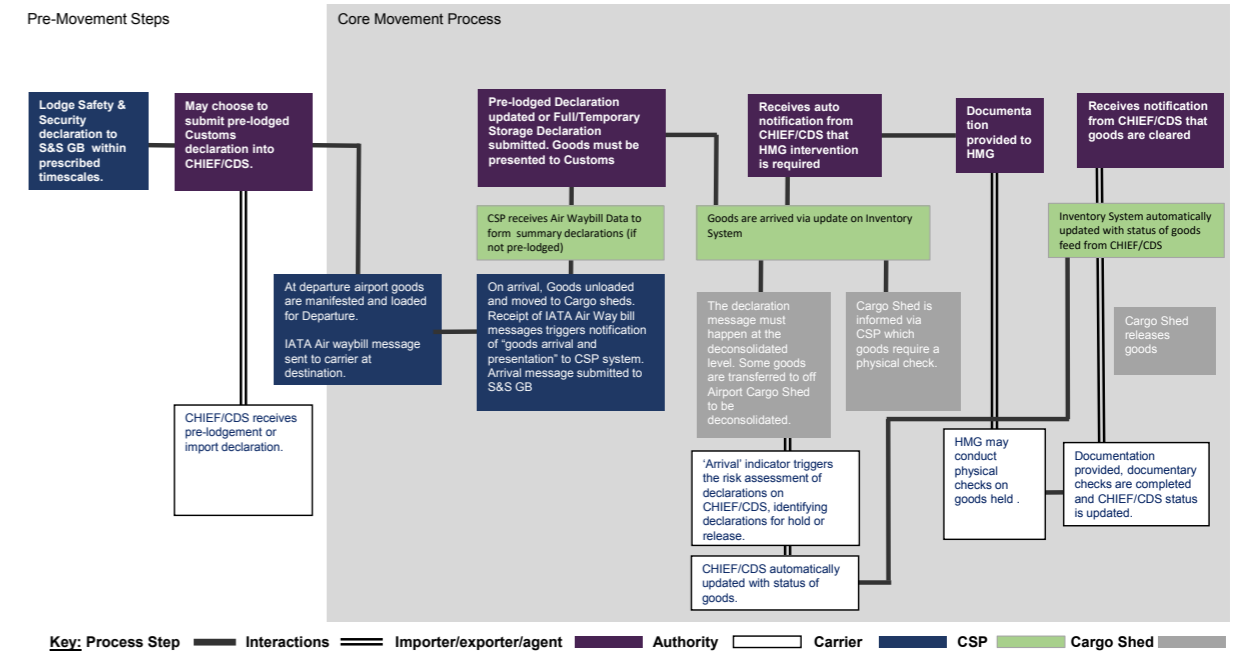 Pre-Movement Steps
Core Movement Process
Lodge Safety &
Security
declaration to
S&S GB within
prescribed
timescales.
May choose to
submit pre-lodged
Customs
declaration into
CHIEF/CDS.
Pre-lodged Declaration
updated or Full/Temporary
Storage Declaration
submitted. Goods must be
presented to Customs
Receives auto
notification from
CHIEF/CDS that
HMG intervention
is required
Documenta
tion
provided to
HMG
Receives notification
from CHIEF/CDS that
goods are cleared
CSP receives Air Waybill Data to
form summary declarations (if
not pre-lodged)
Goods are arrived via update on Inventory
System
Inventory System automatically
updated with status of goods
feed from CHIEF/CDS
At departure airport goods
are manifested and loaded
for Departure.
IATA Air waybill message
sent to carrier at
destination.
On arrival, Goods unloaded
and moved to Cargo sheds.
Receipt of IATA Air Way bill
messages triggers notification
of “goods arrival and
presentation” to CSP system.
Arrival message submitted to
S&S GB
The declaration
message must
happen at the
deconsolidated
level. Some goods
are transferred to off
Airport Cargo Shed
to be
deconsolidated.
Cargo Shed is
informed via
CSP which
goods require a
physical check.
Cargo Shed
releases
goods
CHIEF/CDS receives
pre-lodgement or
import declaration.
‘Arrival’ indicator triggers
the risk assessment of
declarations on
CHIEF/CDS, identifying
declarations for hold or
release.
HMG may
conduct
physical
checks on
goods held .
Documentation
provided, documentary
checks are completed
and CHIEF/CDS status
is updated.
CHIEF/CDS automatically
updated with status of
goods.
Key: Process Step Interactions Importer/exporter/agent Authority Carrier CSP Cargo Shed